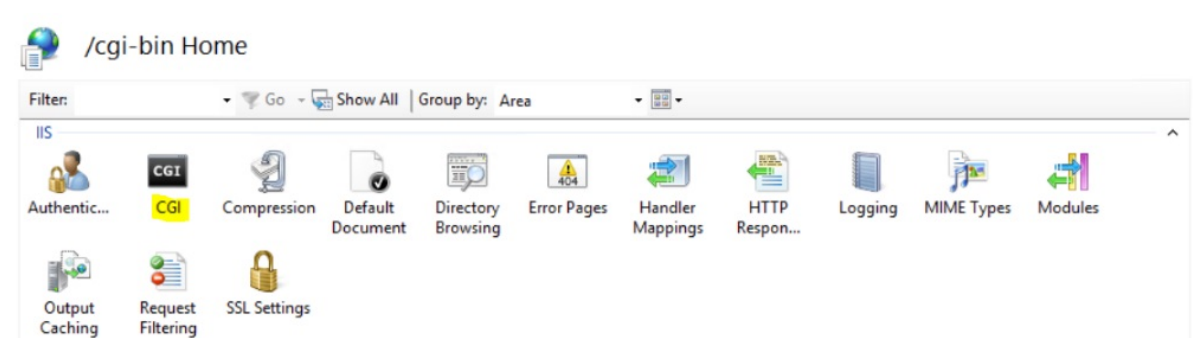 /cgi-bin Home
Filter: Go Show All Group by: Area
IIS
CGI
404
Authentic... CGI Compression Default Document Directory Browsing Error Pages Handler Mappings HTTP Respon... Logging MIME Types Modules
Output Caching Request Filtering SSL Settings